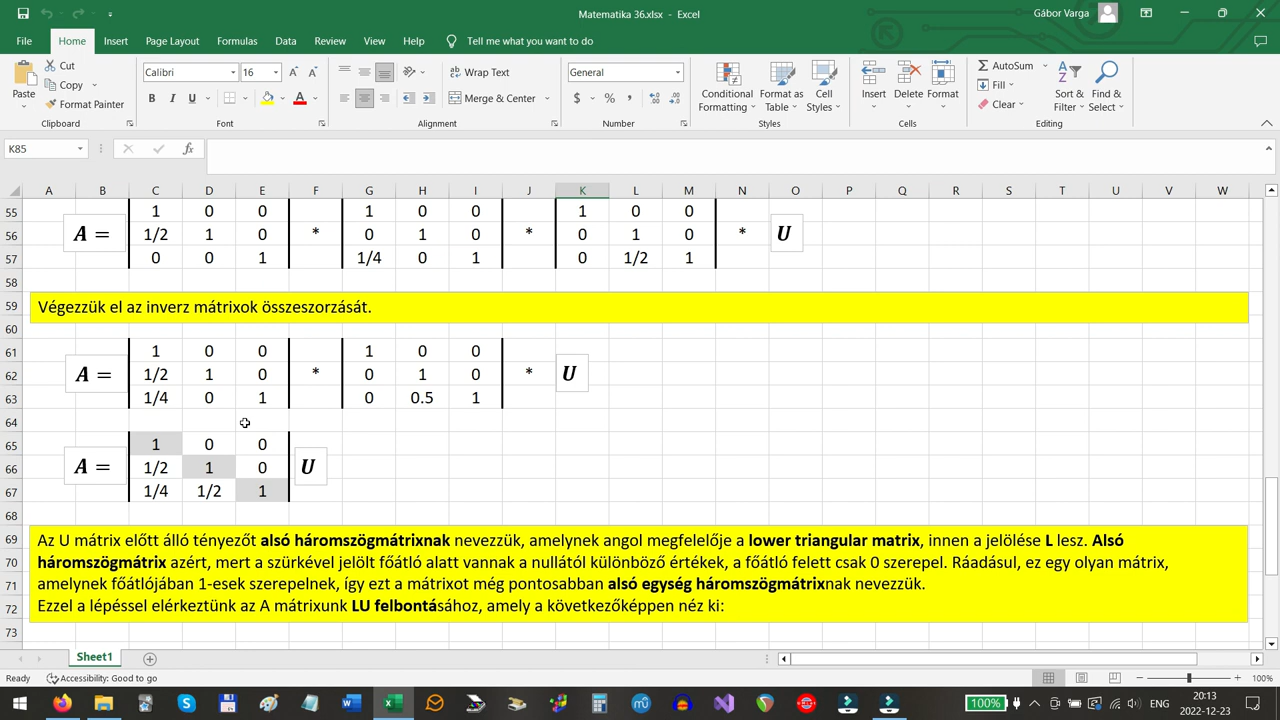 Matematika 36.xlsx - Excel
Gábor Varga
File Home Insert Page Layout Formulas Data Review View Help Tell me what you want to do
Paste
Cut
Copy
Format Painter
Calibri 16
B I U
Wrap Text
Merge & Center
General
$ % ,
Conditional Formatting
Format as Table
Cell Styles
Insert Delete Format
AutoSum
Fill
Clear
Sort & Filter
Find & Select
Clipboard Font Alignment Number Styles Cells Editing
K85 fx
A B C D E F G H I J K L M N O P Q R S T U V W
55 1 0 0 1 0 0 1 0 0
56 A = 1/2 1 0 * 0 1 0 * 0 1 0 * U
57 0 0 1 1/4 0 1 0 1/2 1
58
59 Végezzük el az inverz mátrixok összeszorzását.
60
61 1 0 0 1 0 0
62 A = 1/2 1 0 * 0 1 0 * U
63 1/4 0 1 0 0.5 1
64
65 1 0 0
66 A = 1/2 1 0 U
67 1/4 1/2 1
68
69 Az U mátrix előtt álló tényezőt alsó háromszögmátrixnak nevezzük, amelynek angol megfelelője a lower triangular matrix, innen a jelölése L lesz. Alsó
70 háromszögmátrix azért, mert a szürkével jelölt főátló alatt vannak a nullától különböző értékek, a főátló felett csak 0 szerepel. Ráadásul, ez egy olyan mátrix,
71 amelynek főátlójában 1-esek szerepelnek, így ezt a mátrixot még pontosabban alsó egység háromszögmátrixnak nevezzük.
72 Ezzel a lépéssel elérkeztünk az A mátrixunk LU felbontásához, amely a következőképpen néz ki:
73
Sheet1
Ready Accessibility: Good to go 100%
100% ENG 20:13
2022-12-23